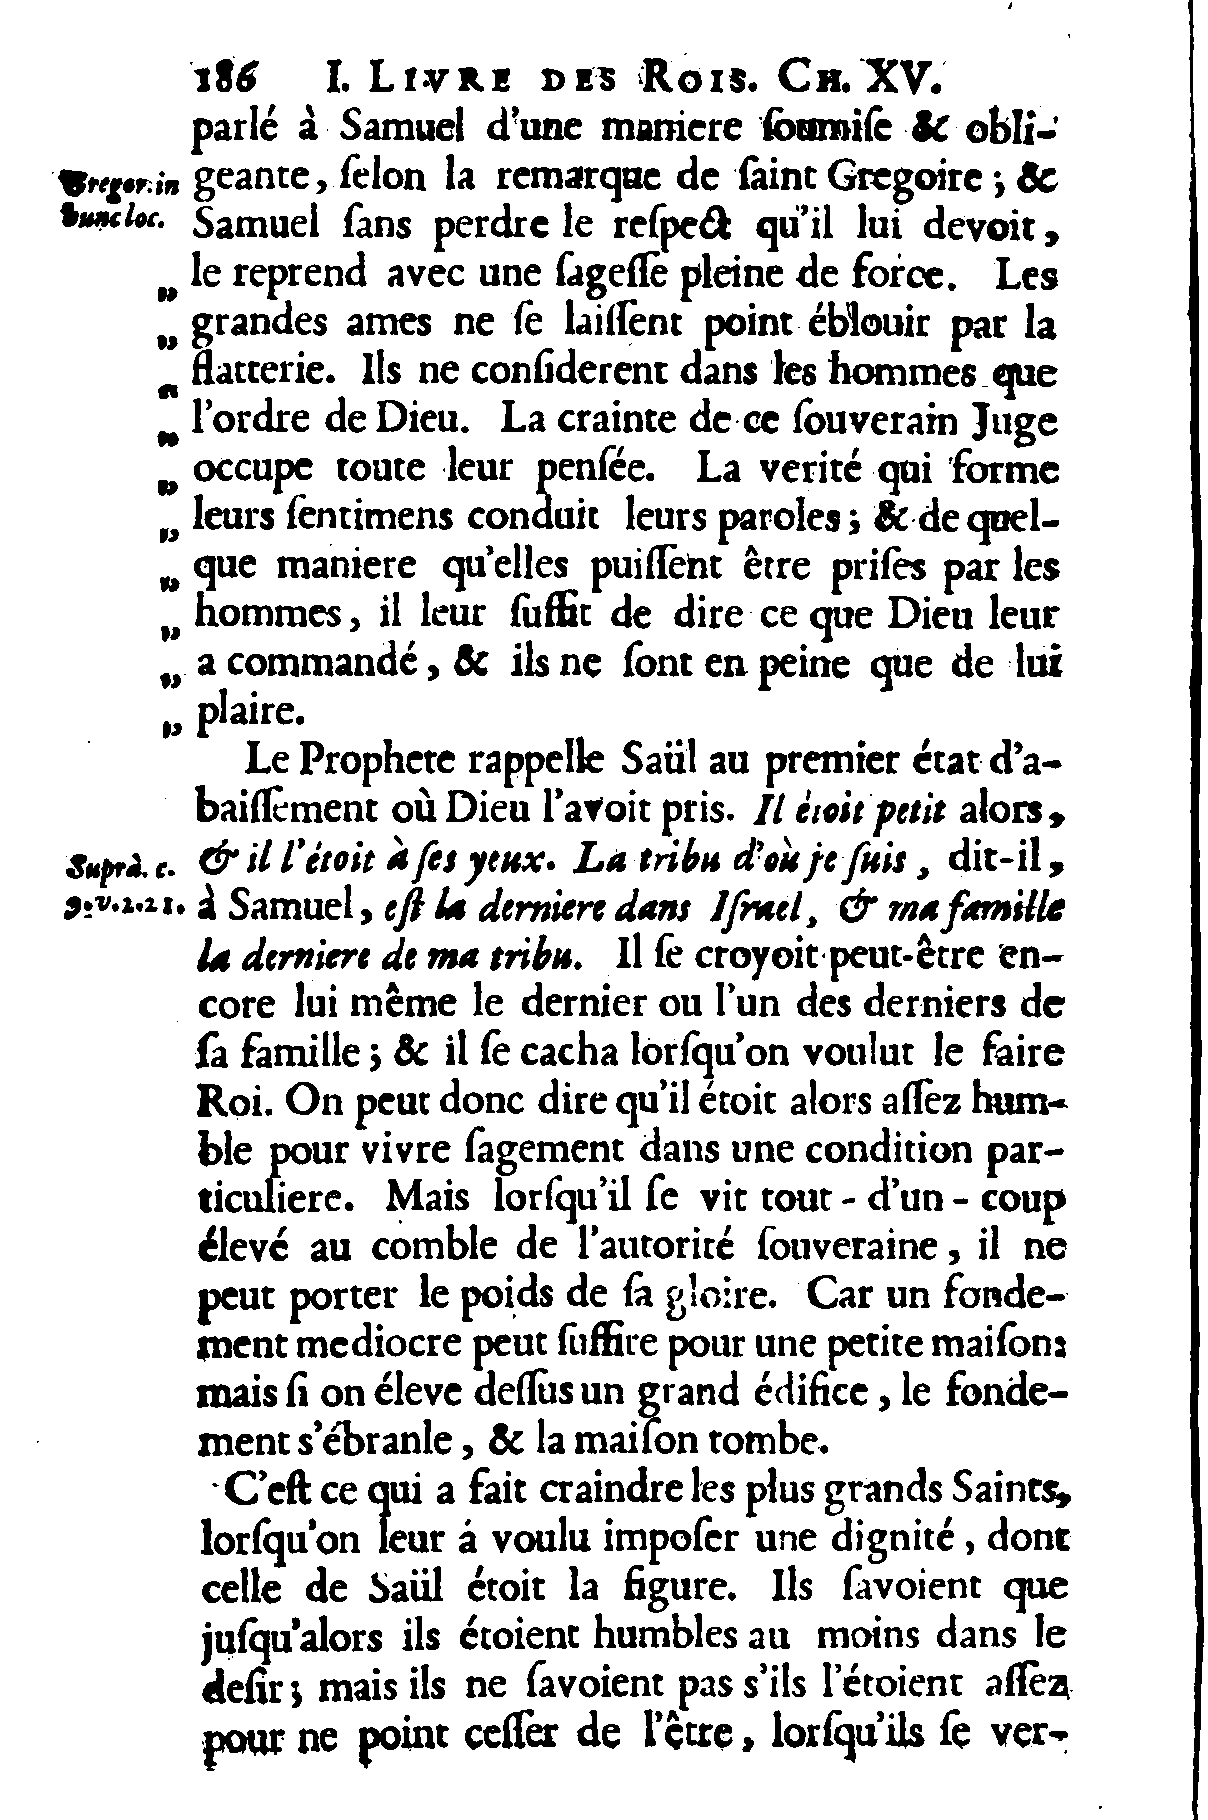 186 I. LIVRE DES ROIS. CH. XV.
parlé à Samuel d'une maniere ſoumiſe & obli-
Gregor. in
geante, ſelon la remarque de ſaint Gregoire ; &
hunc loc.
Samuel ſans perdre le reſpect qu'il lui devoit,
le reprend avec une ſageſſe pleine de force. Les
„ grandes ames ne ſe laiſſent point éblouir par la
„ flatterie. Ils ne conſiderent dans les hommes que
„ l'ordre de Dieu. La crainte de ce ſouverain Juge
„ occupe toute leur penſée. La verité qui forme
„ leurs ſentimens conduit leurs paroles ; & de quel-
„ que maniere qu'elles puiſſent être priſes par les
„ hommes, il leur ſuffit de dire ce que Dieu leur
„ a commandé, & ils ne ſont en peine que de lui
„ plaire.
Le Prophete rappelle Saül au premier état d'a-
baiſſement où Dieu l'avoit pris. Il étoit petit alors,
Suprà. c.
& il l'étoit à ſes yeux. La tribu d'où je ſuis, dit-il,
9. v. 2. 21.
à Samuel, eſt la derniere dans Iſrael, & ma famille
la derniere de ma tribu. Il ſe croyoit peut-être en-
core lui même le dernier ou l'un des derniers de
ſa famille ; & il ſe cacha lorſqu'on voulut le faire
Roi. On peut donc dire qu'il étoit alors aſſez hum-
ble pour vivre ſagement dans une condition par-
ticuliere. Mais lorſqu'il ſe vit tout - d'un - coup
élevé au comble de l'autorité ſouveraine, il ne
peut porter le poids de ſa gloire. Car un fonde-
ment mediocre peut ſuffire pour une petite maiſon:
mais ſi on éleve deſſus un grand édifice, le fonde-
ment s'ébranle, & la maiſon tombe.
C'eſt ce qui a fait craindre les plus grands Saints,
lorſqu'on leur á voulu impoſer une dignité, dont
celle de Saül étoit la figure. Ils ſavoient que
juſqu'alors ils étoient humbles au moins dans le
deſir ; mais ils ne ſavoient pas s'ils l'étoient aſſez
pour ne point ceſſer de l'être, lorſqu'ils ſe ver-